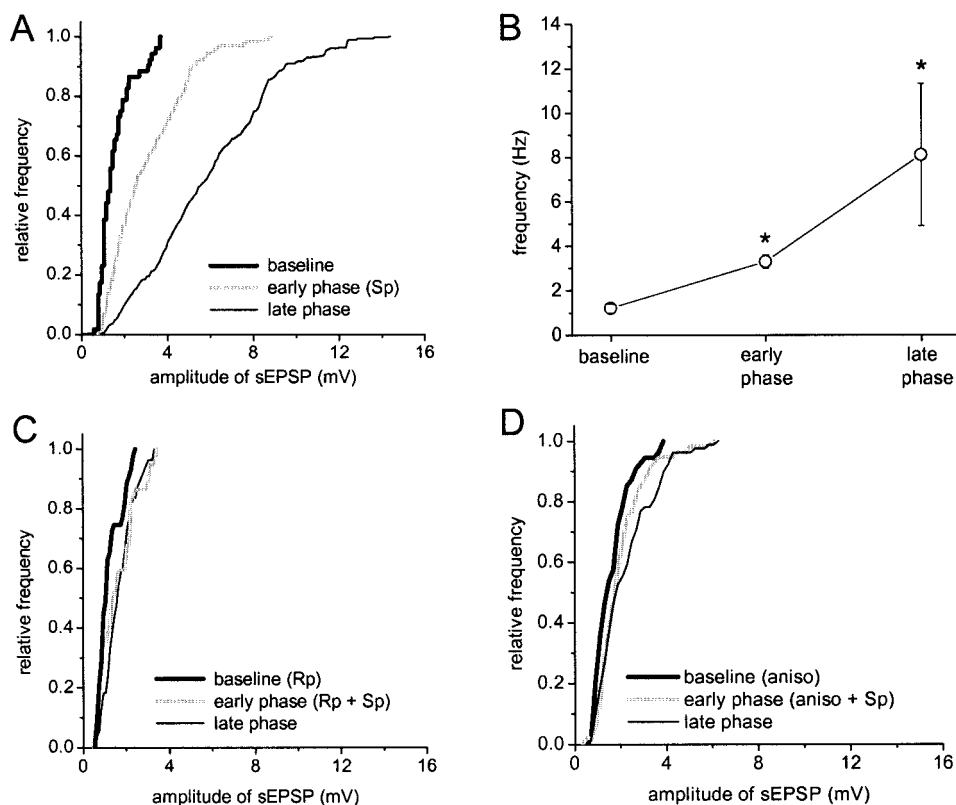 A
1.0
0.8
0.6
0.4
0.2
0.0
relative frequency
baseline
early phase (Sp)
late phase
0
4
8
12
16
amplitude of sEPSP (mV)
B
14
12
10
8
6
4
2
0
frequency (Hz)
*
*
baseline
early
phase
late
phase
C
1.0
0.8
0.6
0.4
0.2
0.0
relative frequency
baseline (Rp)
early phase (Rp + Sp)
late phase
0
4
8
12
16
amplitude of sEPSP (mV)
D
1.0
0.8
0.6
0.4
0.2
0.0
relative frequency
baseline (aniso)
early phase (aniso + Sp)
late phase
0
4
8
12
16
amplitude of sEPSP (mV)